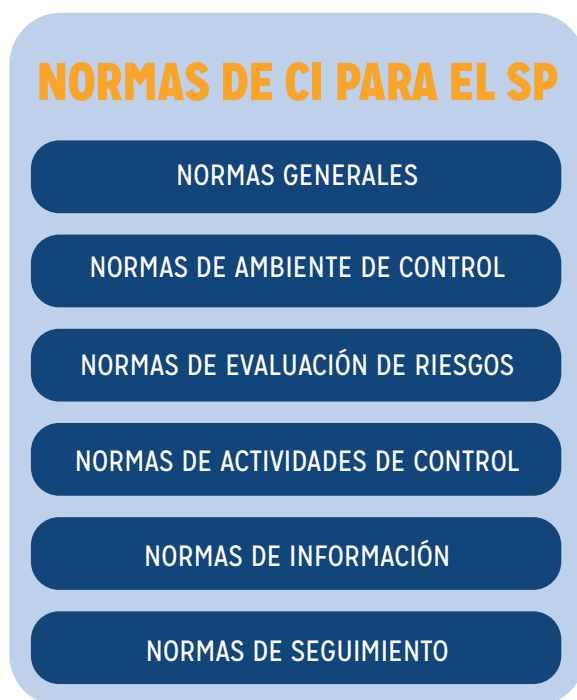 NORMAS DE CI PARA EL SP
NORMAS GENERALES
NORMAS DE AMBIENTE DE CONTROL
NORMAS DE EVALUACIÓN DE RIESGOS
NORMAS DE ACTIVIDADES DE CONTROL
NORMAS DE INFORMACIÓN
NORMAS DE SEGUIMIENTO